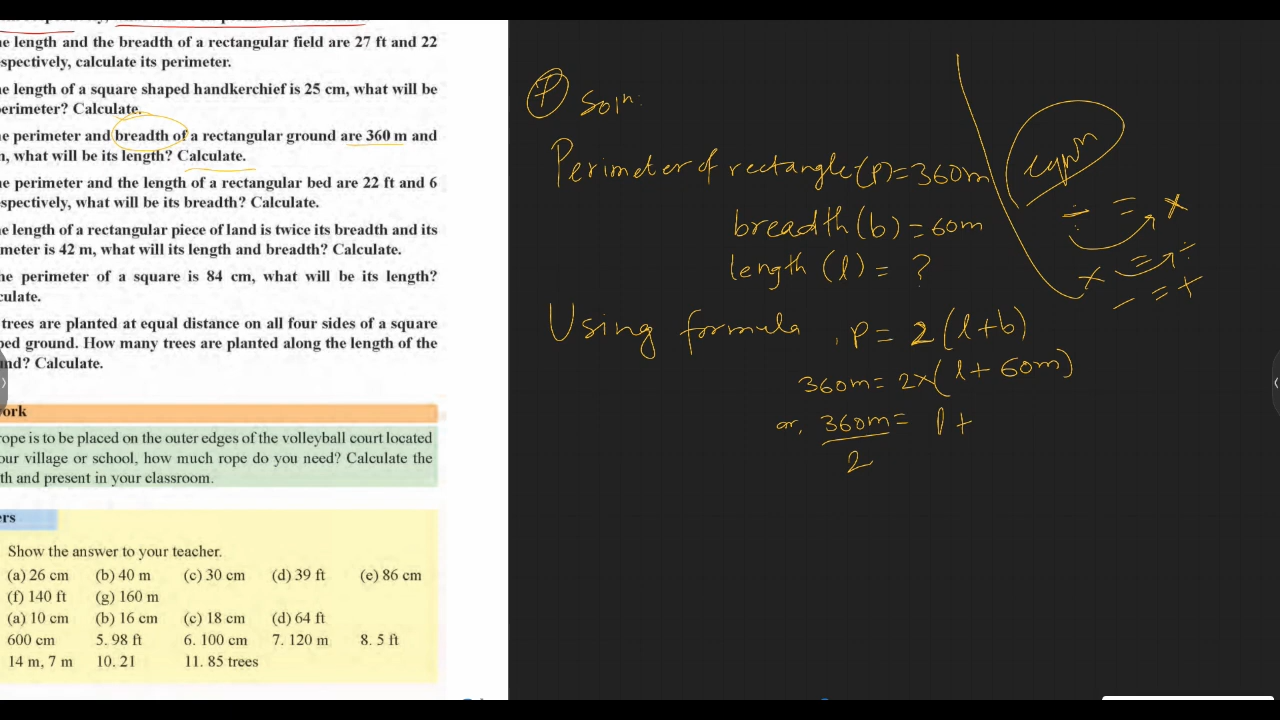 e length and the breadth of a rectangular field are 27 ft and 22
spectively, calculate its perimeter.
e length of a square shaped handkerchief is 25 cm, what will be
erimeter? Calculate.
e perimeter and breadth of a rectangular ground are 360 m and
, what will be its length? Calculate.
e perimeter and the length of a rectangular bed are 22 ft and 6
spectively, what will be its breadth? Calculate.
e length of a rectangular piece of land is twice its breadth and its
meter is 42 m, what will its length and breadth? Calculate.
he perimeter of a square is 84 cm, what will be its length?
culate.
trees are planted at equal distance on all four sides of a square
ped ground. How many trees are planted along the length of the
nd? Calculate.
ork
rope is to be placed on the outer edges of the volleyball court located
our village or school, how much rope do you need? Calculate the
th and present in your classroom.
ers
Show the answer to your teacher.
(a) 26 cm (b) 40 m (c) 30 cm (d) 39 ft (e) 86 cm
(f) 140 ft (g) 160 m
(a) 10 cm (b) 16 cm (c) 18 cm (d) 64 ft
600 cm 5. 98 ft 6. 100 cm 7. 120 m 8. 5 ft
14 m, 7 m 10. 21 11. 85 trees
7 Soln:
Perimeter of rectangle (P) = 360m
breadth (b) = 60m
length (l) = ?
Using formula, P = 2 (l+b)
360m = 2×(l + 60m)
or, 360m/2 = l +
÷ = ×
× = ÷
- = +